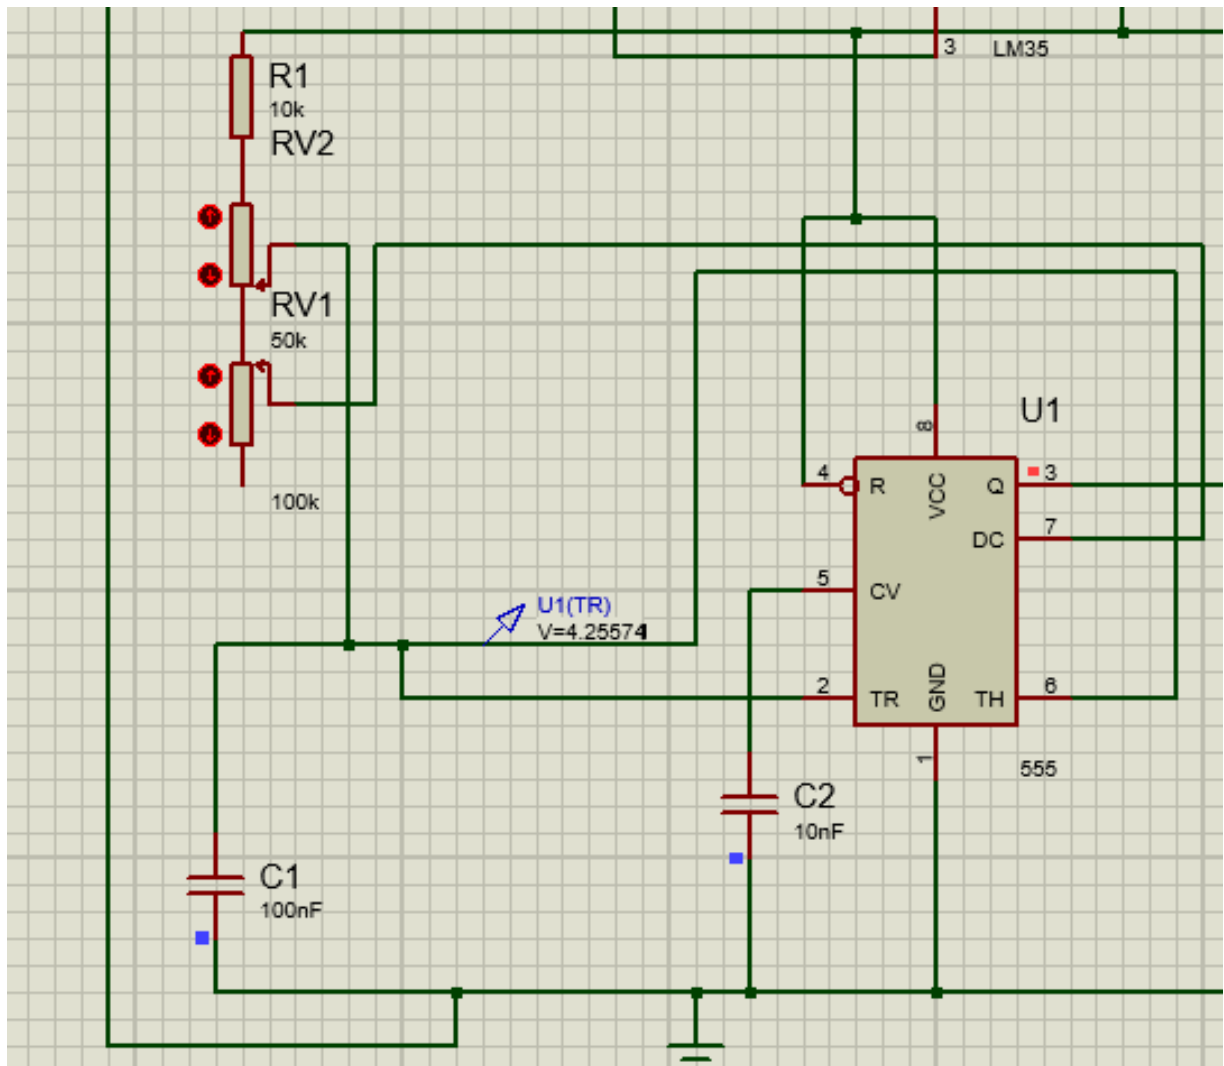 3 LM35
R1
10k
RV2
RV1
50k
100k
U1
8
4 R VCC Q 3
DC 7
5 CV
U1(TR)
V=4.25574
2 TR GND TH 6
1
555
C2
10nF
C1
100nF